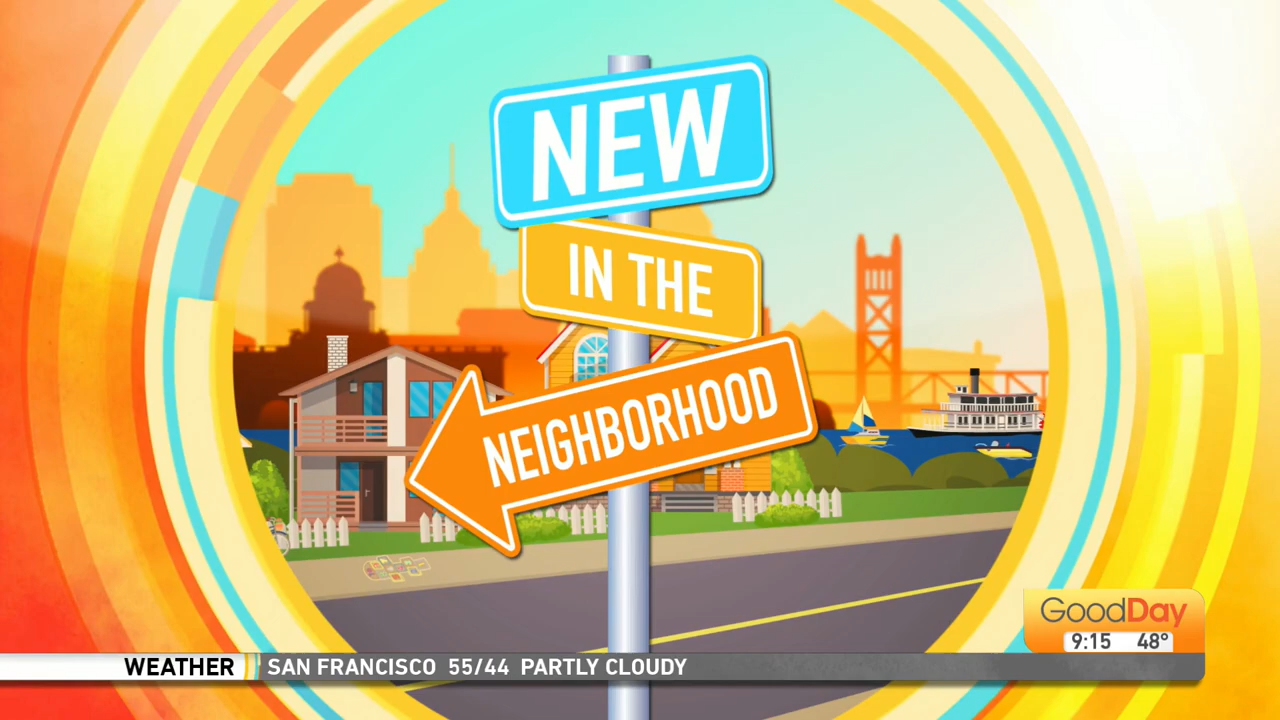 NEW
IN THE
NEIGHBORHOOD
GoodDay
9:15 48°
WEATHER SAN FRANCISCO 55/44 PARTLY CLOUDY